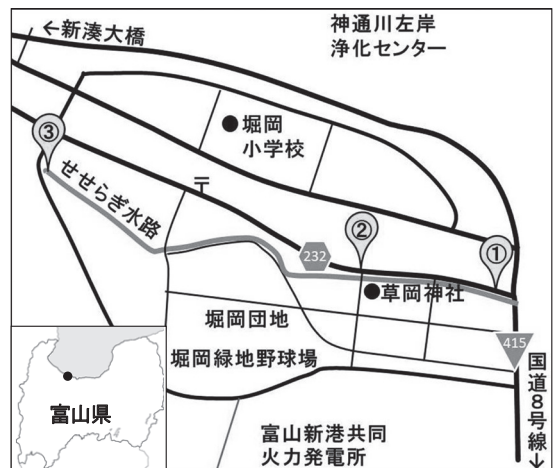 ←新湊大橋
神通川左岸
浄化センター
③
堀岡
小学校
せせらぎ水路
〒
②
①
232
草岡神社
堀岡団地
415
堀岡緑地野球場
国道8号線↓
富山県
富山新港共同
火力発電所